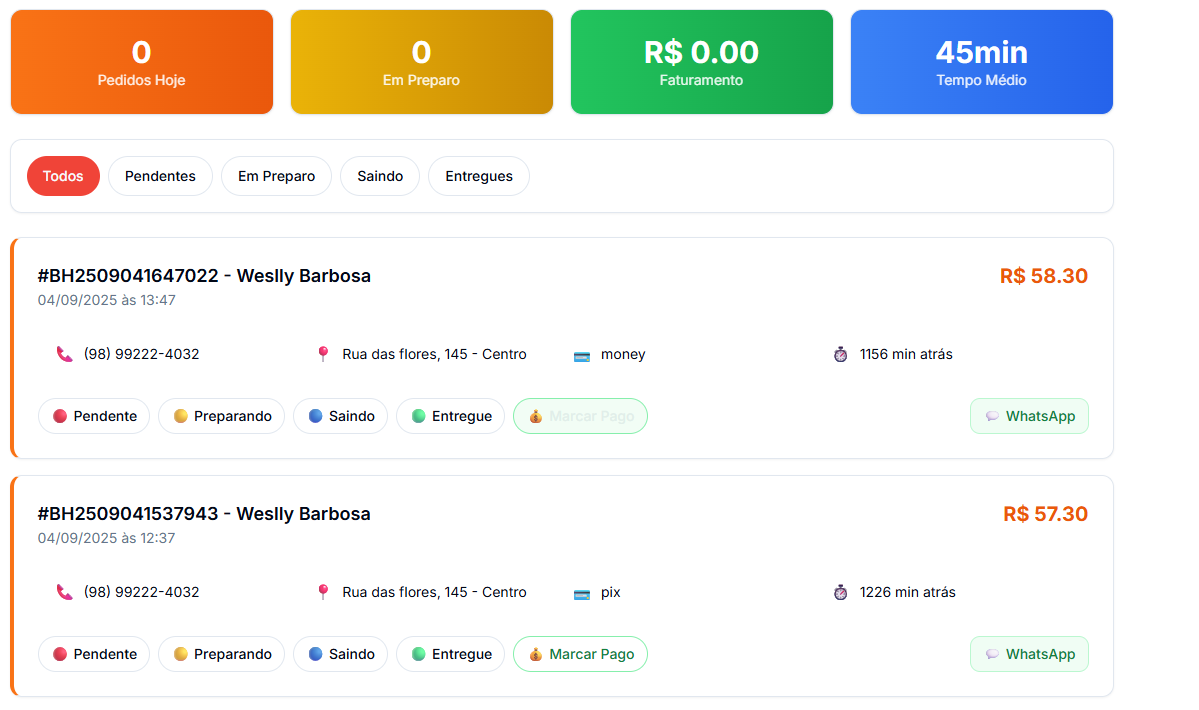 0
Pedidos Hoje
0
Em Preparo
R$ 0.00
Faturamento
45min
Tempo Médio
Todos Pendentes Em Preparo Saindo Entregues
#BH2509041647022 - Weslly Barbosa R$ 58.30
04/09/2025 às 13:47
(98) 99222-4032 Rua das flores, 145 - Centro money 1156 min atrás
Pendente Preparando Saindo Entregue Marcar Pago WhatsApp
#BH2509041537943 - Weslly Barbosa R$ 57.30
04/09/2025 às 12:37
(98) 99222-4032 Rua das flores, 145 - Centro pix 1226 min atrás
Pendente Preparando Saindo Entregue Marcar Pago WhatsApp